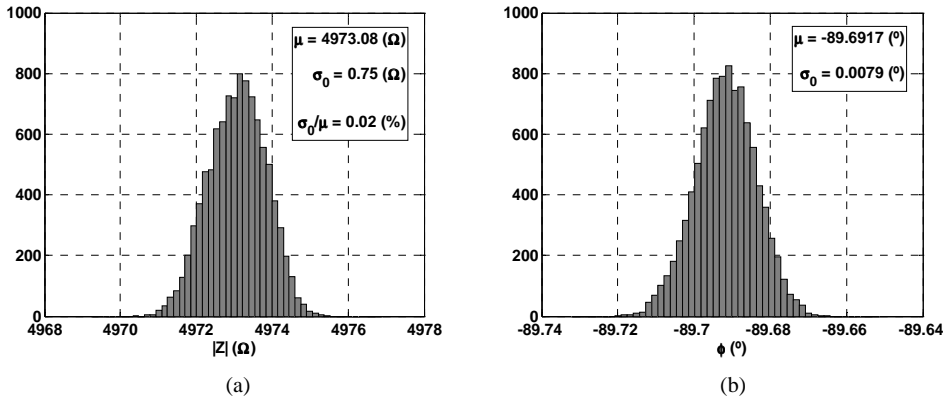 1000
800
600
400
200
0
4968
4970
4972
4974
4976
4978
|Z| (Ω)
μ = 4973.08 (Ω)
σ0 = 0.75 (Ω)
σ0/μ = 0.02 (%)
(a)
1000
800
600
400
200
0
-89.74
-89.72
-89.7
-89.68
-89.66
-89.64
ϕ (º)
μ = -89.6917 (º)
σ0 = 0.0079 (º)
(b)